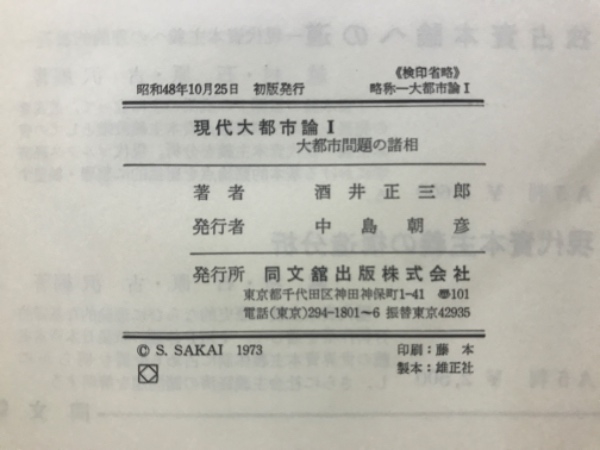 《検印省略》
昭和48年10月25日 初版発行 略称―大都市論Ⅰ
現代大都市論Ⅰ
大都市問題の諸相
著者 酒井正三郎
発行者 中島朝彦
発行所 同文舘出版株式会社
東京都千代田区神田神保町1-41 〒101
電話(東京)294-1801~6 振替東京42935
© S. SAKAI 1973 印刷:藤本
製本:雄正社